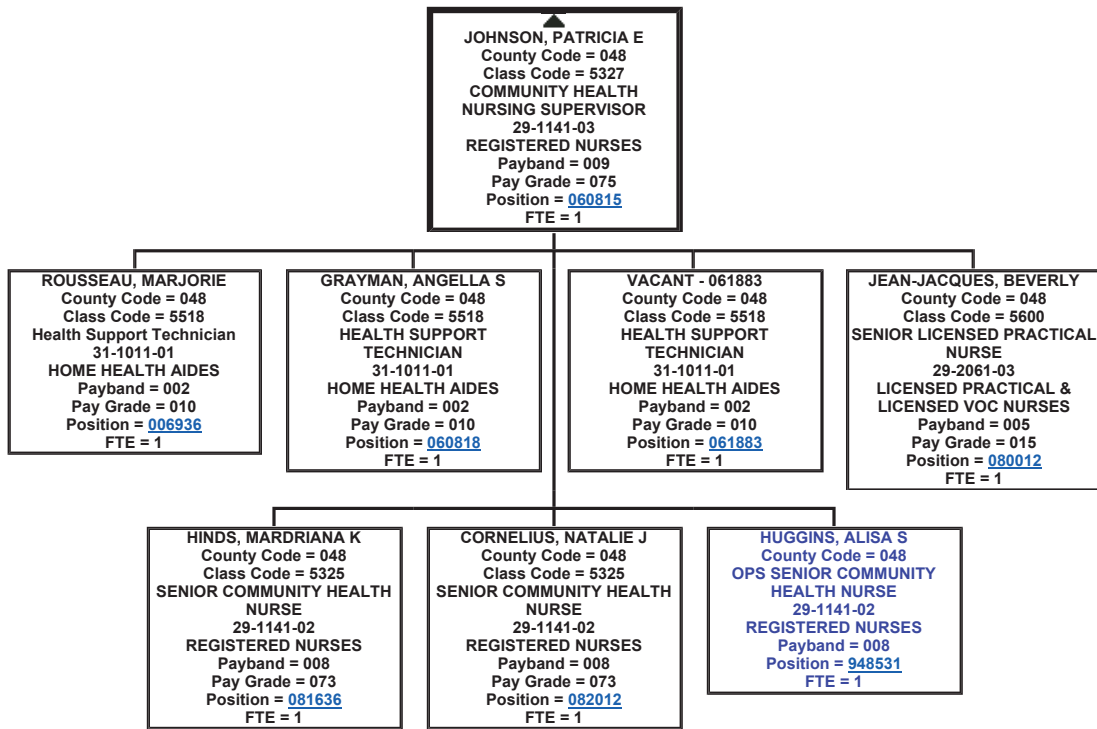 JOHNSON, PATRICIA E
County Code = 048
Class Code = 5327
COMMUNITY HEALTH
NURSING SUPERVISOR
29-1141-03
REGISTERED NURSES
Payband = 009
Pay Grade = 075
Position = 060815
FTE = 1
ROUSSEAU, MARJORIE
County Code = 048
Class Code = 5518
Health Support Technician
31-1011-01
HOME HEALTH AIDES
Payband = 002
Pay Grade = 010
Position = 006936
FTE = 1
GRAYMAN, ANGELLA S
County Code = 048
Class Code = 5518
HEALTH SUPPORT
TECHNICIAN
31-1011-01
HOME HEALTH AIDES
Payband = 002
Pay Grade = 010
Position = 060818
FTE = 1
VACANT - 061883
County Code = 048
Class Code = 5518
HEALTH SUPPORT
TECHNICIAN
31-1011-01
HOME HEALTH AIDES
Payband = 002
Pay Grade = 010
Position = 061883
FTE = 1
JEAN-JACQUES, BEVERLY
County Code = 048
Class Code = 5600
SENIOR LICENSED PRACTICAL
NURSE
29-2061-03
LICENSED PRACTICAL &
LICENSED VOC NURSES
Payband = 005
Pay Grade = 015
Position = 080012
FTE = 1
HINDS, MARDRIANA K
County Code = 048
Class Code = 5325
SENIOR COMMUNITY HEALTH
NURSE
29-1141-02
REGISTERED NURSES
Payband = 008
Pay Grade = 073
Position = 081636
FTE = 1
CORNELIUS, NATALIE J
County Code = 048
Class Code = 5325
SENIOR COMMUNITY HEALTH
NURSE
29-1141-02
REGISTERED NURSES
Payband = 008
Pay Grade = 073
Position = 082012
FTE = 1
HUGGINS, ALISA S
County Code = 048
OPS SENIOR COMMUNITY
HEALTH NURSE
29-1141-02
REGISTERED NURSES
Payband = 008
Position = 948531
FTE = 1